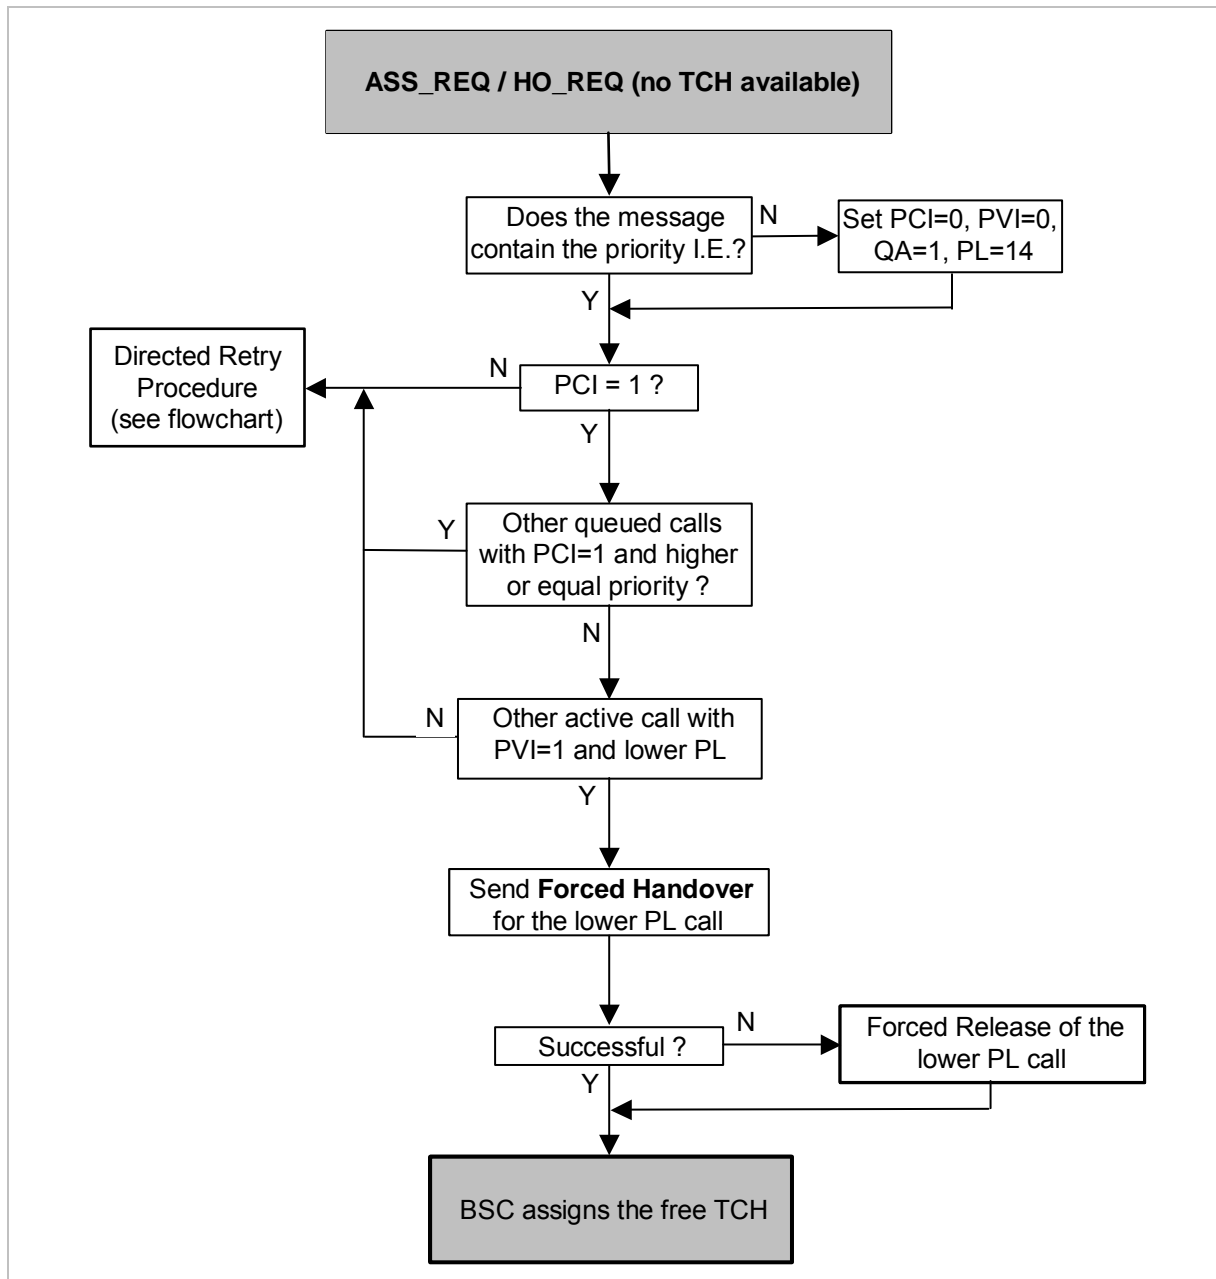 ASS_REQ / HO_REQ (no TCH available)
Does the message
contain the priority I.E.?
N
Set PCI=0, PVI=0,
QA=1, PL=14
Y
Directed Retry
Procedure
(see flowchart)
N
PCI = 1 ?
Y
Y
Other queued calls
with PCI=1 and higher
or equal priority ?
N
N
Other active call with
PVI=1 and lower PL
Y
Send Forced Handover
for the lower PL call
Successful ?
N
Forced Release of the
lower PL call
Y
BSC assigns the free TCH